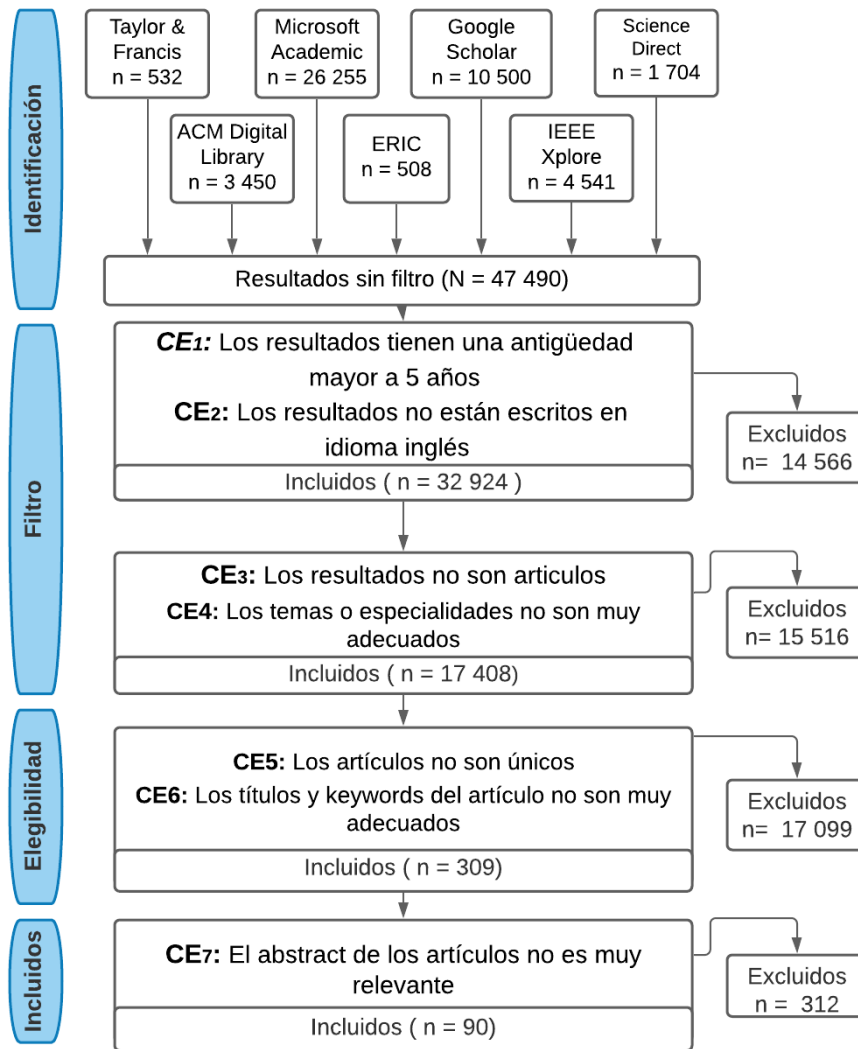 Identificación
Taylor &
Francis
n = 532
Microsoft
Academic
n = 26 255
Google
Scholar
n = 10 500
Science
Direct
n = 1 704
ACM Digital
Library
n = 3 450
ERIC
n = 508
IEEE
Xplore
n = 4 541
Resultados sin filtro (N = 47 490)
Filtro
CE1: Los resultados tienen una antigüedad
mayor a 5 años
CE2: Los resultados no están escritos en
idioma inglés
Incluidos ( n = 32 924 )
Excluidos
n= 14 566
CE3: Los resultados no son articulos
CE4: Los temas o especialidades no son muy
adecuados
Incluidos ( n = 17 408)
Excluidos
n= 15 516
Elegibilidad
CE5: Los artículos no son únicos
CE6: Los títulos y keywords del artículo no son muy
adecuados
Incluidos ( n = 309)
Excluidos
n= 17 099
Incluidos
CE7: El abstract de los artículos no es muy
relevante
Incluidos ( n = 90)
Excluidos
n = 312